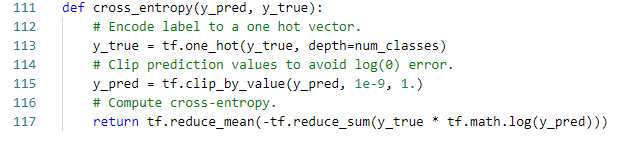 111 def cross_entropy(y_pred, y_true):
112     # Encode label to a one hot vector.
113     y_true = tf.one_hot(y_true, depth=num_classes)
114     # Clip prediction values to avoid log(0) error.
115     y_pred = tf.clip_by_value(y_pred, 1e-9, 1.)
116     # Compute cross-entropy.
117     return tf.reduce_mean(-tf.reduce_sum(y_true * tf.math.log(y_pred)))